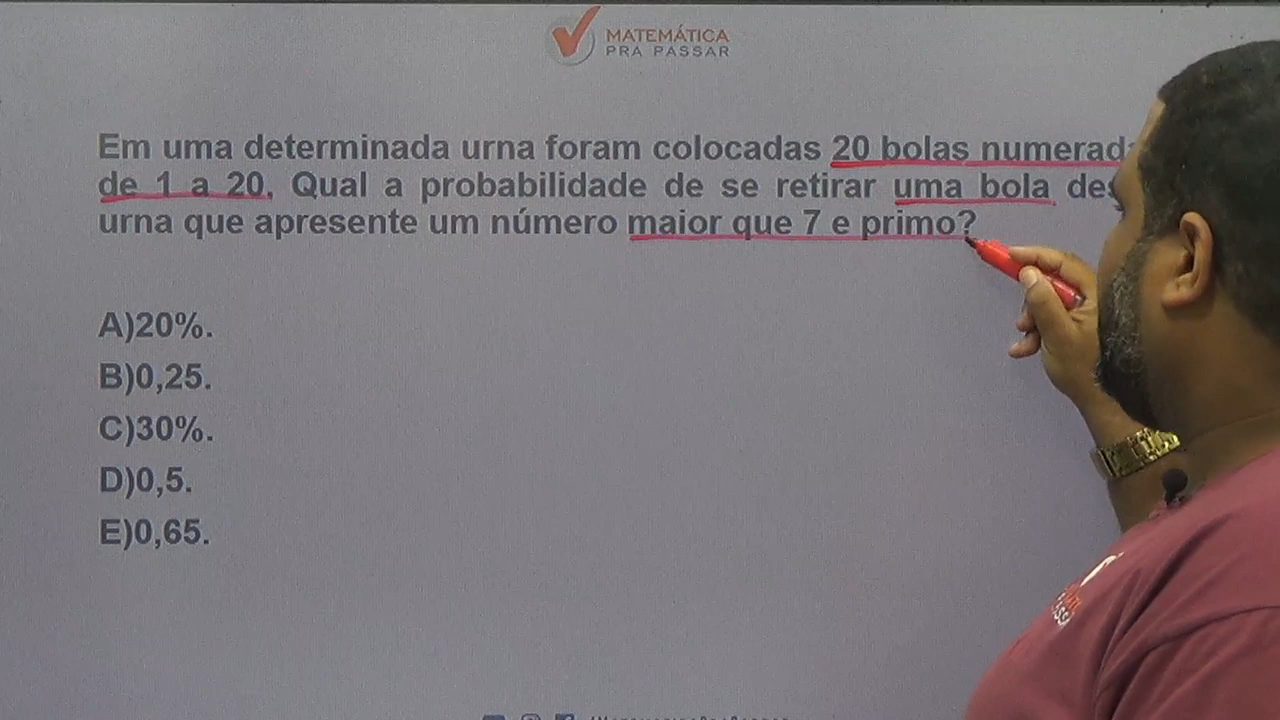 MATEMÁTICA
PRA PASSAR
Em uma determinada urna foram colocadas 20 bolas
de 1 a 20. Qual a probabilidade de se retirar uma bola
urna que apresente um número maior que 7 e primo?
A)20%.
B)0,25.
C)30%.
D)0,5.
E)0,65.